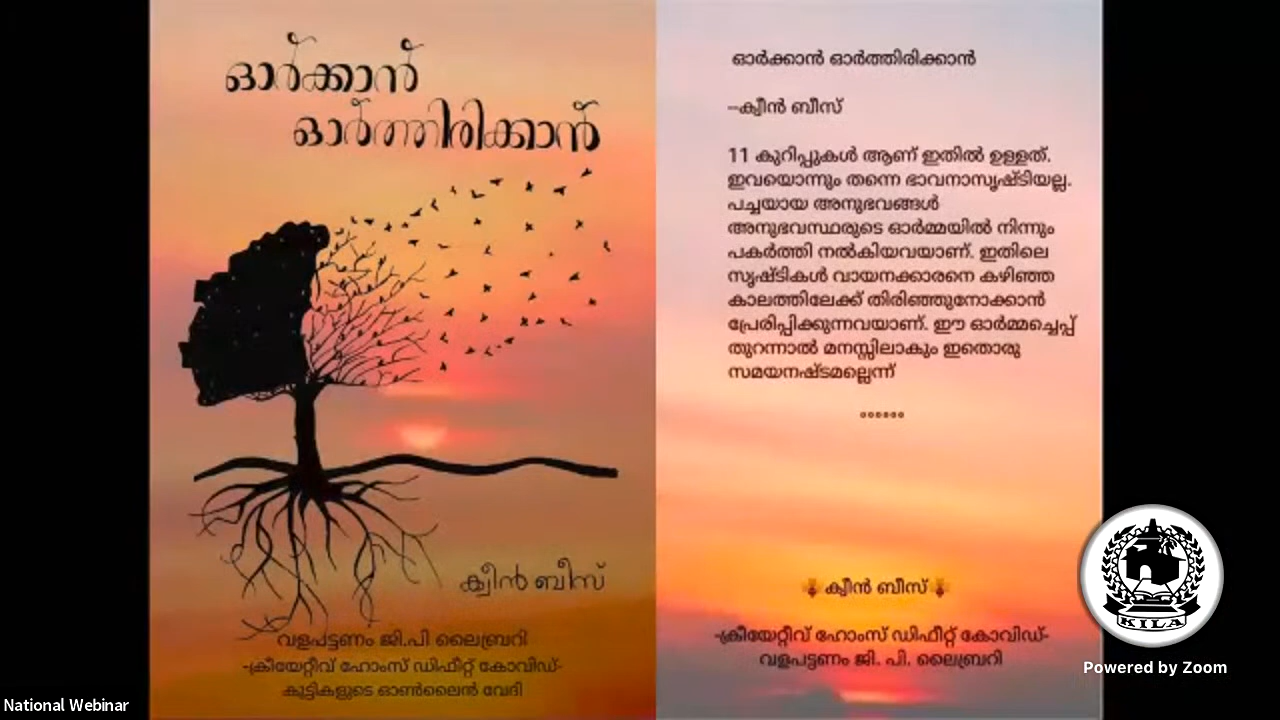 ഓർക്കാൻ
ഓർത്തിരിക്കാൻ
ക്വീൻ ബീസ്
വളപട്ടണം ജി.പി ലൈബ്രറി
-ക്രീയേറ്റീവ് ഹോംസ് ഡിഫീറ്റ് കോവിഡ്-
കുട്ടികളുടെ ഓൺലൈൻ വേദി
ഓർക്കാൻ ഓർത്തിരിക്കാൻ
--ക്വീൻ ബീസ്
11 കുറിപ്പുകൾ ആണ് ഇതിൽ ഉള്ളത്.
ഇവയൊന്നും തന്നെ ഭാവനാസൃഷ്ടിയല്ല.
പച്ചയായ അനുഭവങ്ങൾ
അനുഭവസ്ഥരുടെ ഓർമ്മയിൽ നിന്നും
പകർത്തി നൽകിയവയാണ്. ഇതിലെ
സൃഷ്ടികൾ വായനക്കാരനെ കഴിഞ്ഞ
കാലത്തിലേക്ക് തിരിഞ്ഞുനോക്കാൻ
പ്രേരിപ്പിക്കുന്നവയാണ്. ഈ ഓർമ്മച്ചെപ്പ്
തുറന്നാൽ മനസ്സിലാകും ഇതൊരു
സമയനഷ്ടമല്ലെന്ന്
ക്വീൻ ബീസ്
-ക്രീയേറ്റീവ് ഹോംസ് ഡിഫീറ്റ് കോവിഡ്-
വളപട്ടണം ജി. പി. ലൈബ്രറി
KILA
Powered by Zoom
National Webinar